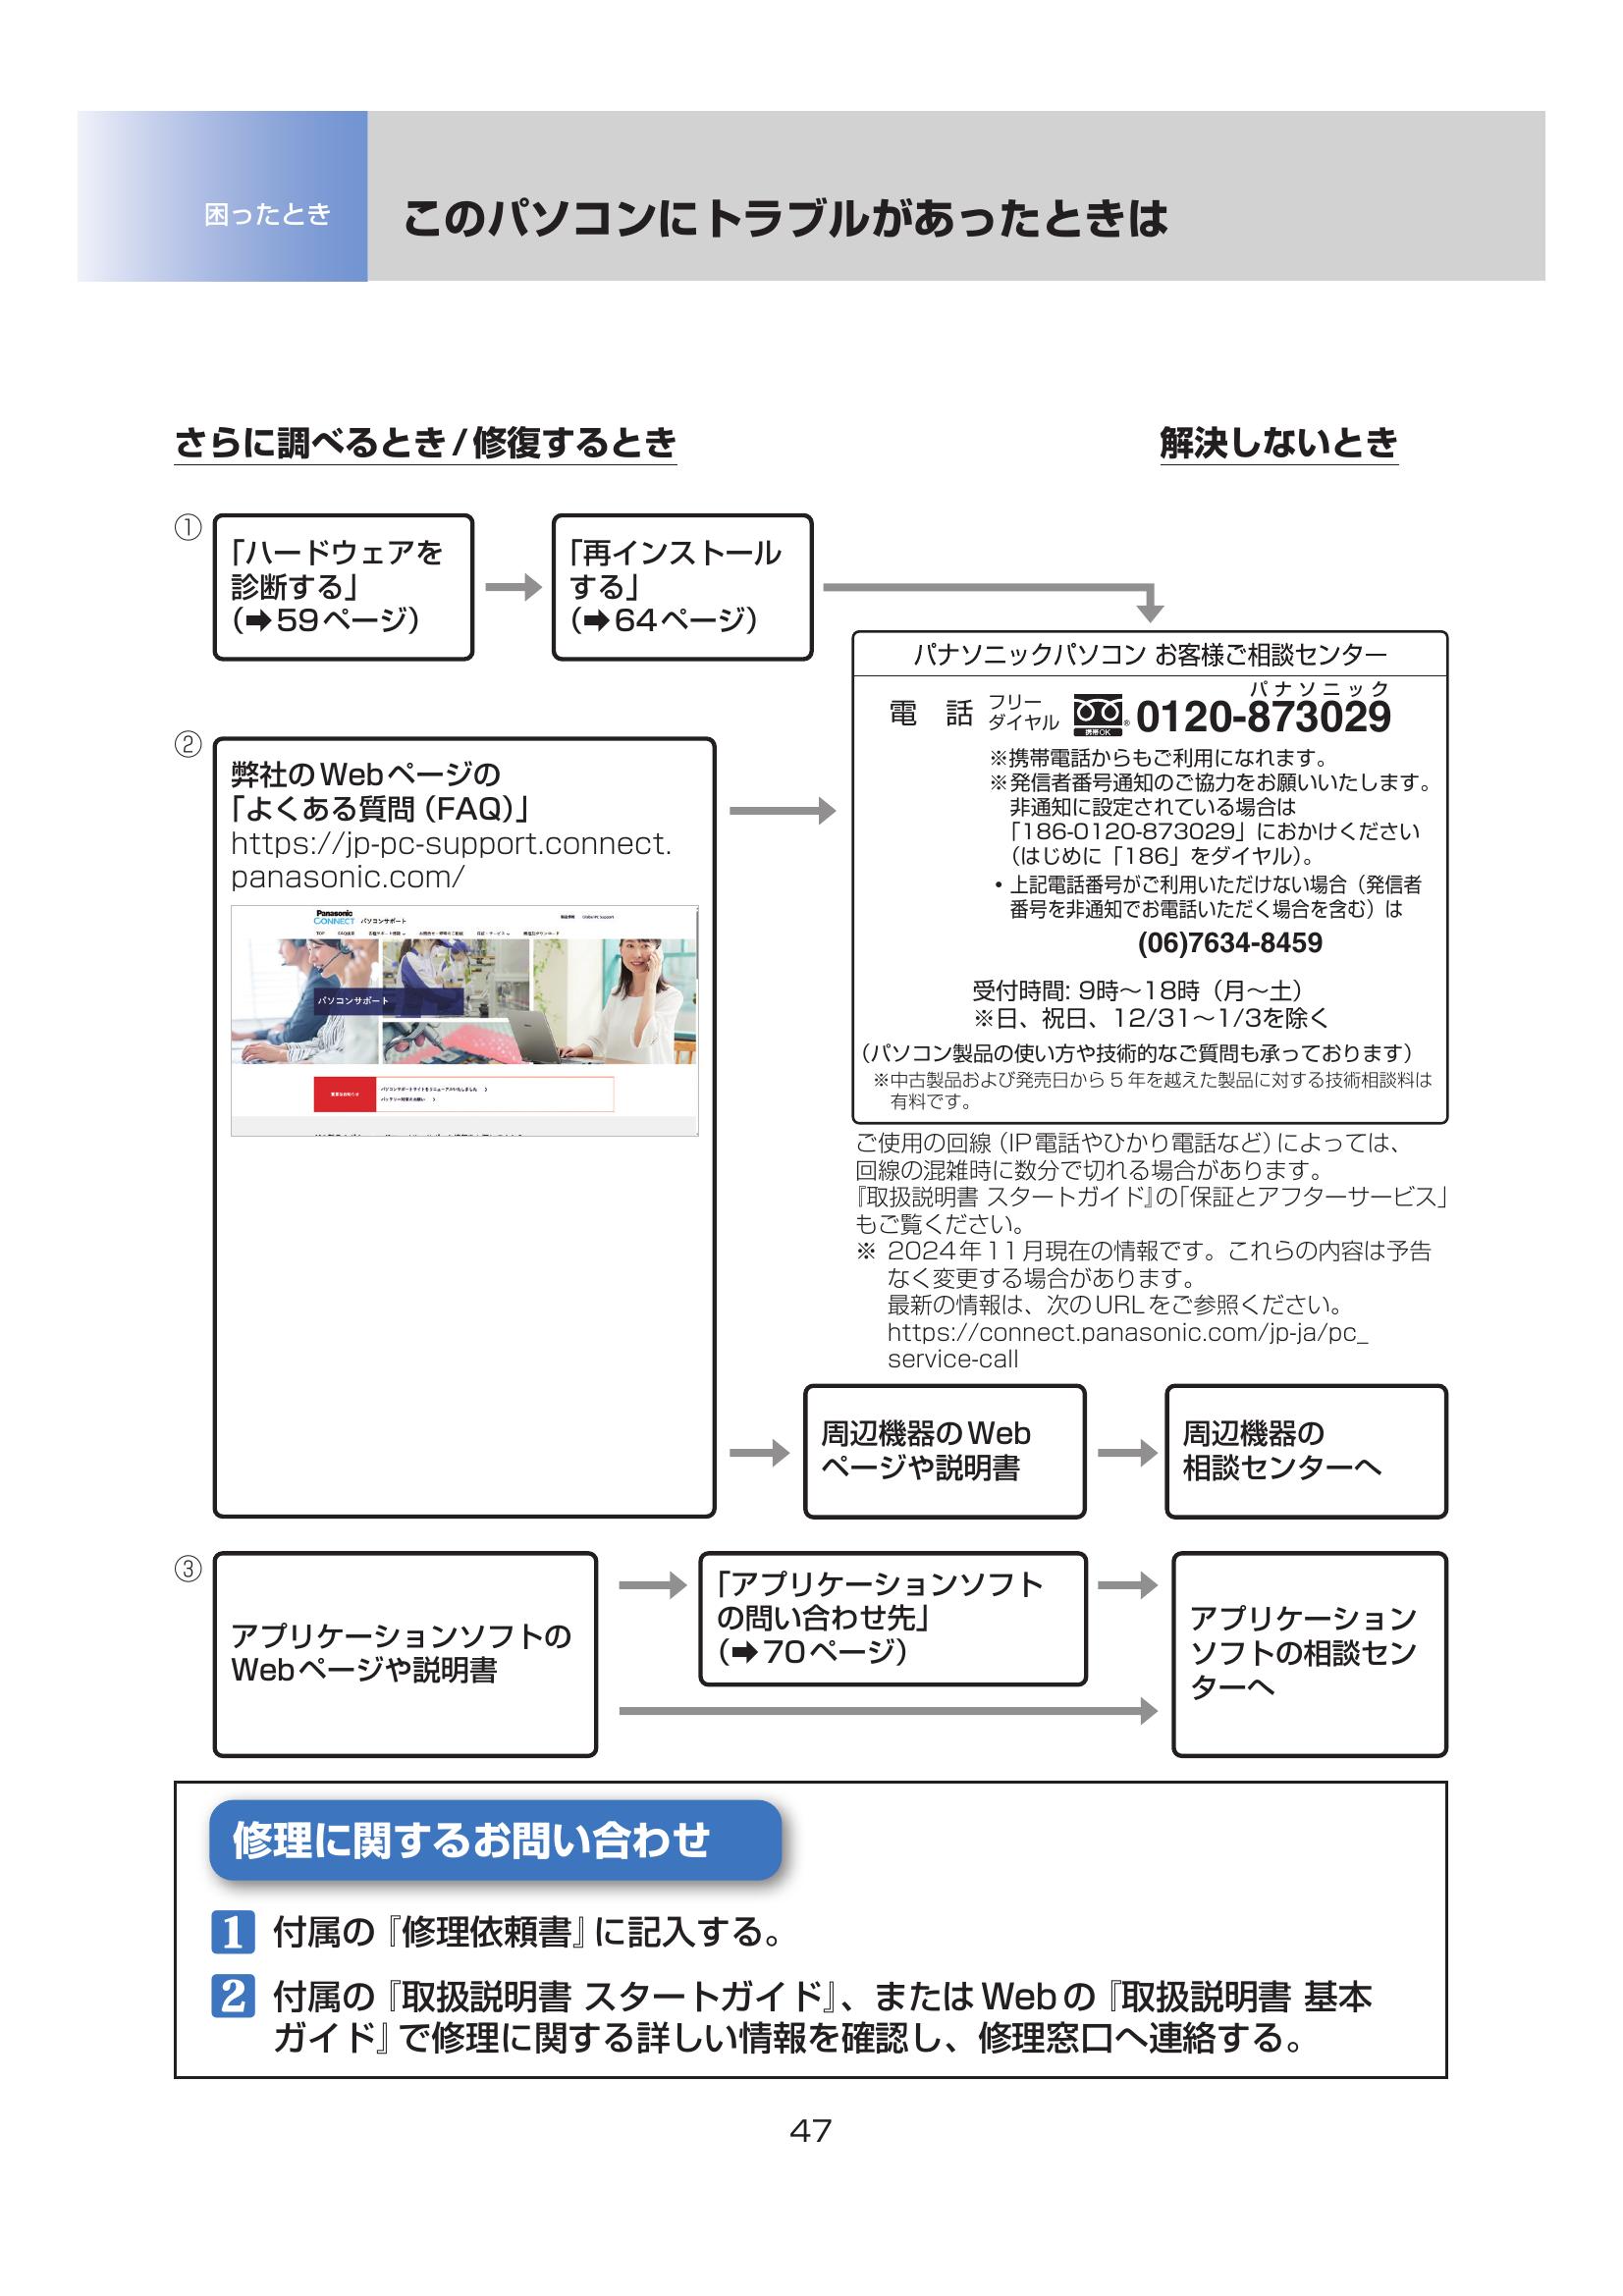 困ったとき
このパソコンにトラブルがあったときは
さらに調べるとき/修復するとき
解決しないとき
①
「ハードウェアを
診断する」
(➡59ページ)
「再インストール
する」
(➡64ページ)
②
弊社のWebページの
「よくある質問(FAQ)」
https://jp-pc-support.connect.
panasonic.com/
Panasonic
CONNECT パソコンサポート
パソコンサポート
パナソニックパソコン お客様ご相談センター
電 話 フリー
ダイヤル
携帯OK
パナソニック
0120-873029
※携帯電話からもご利用になれます。
※発信者番号通知のご協力をお願いいたします。
非通知に設定されている場合は
「186-0120-873029」におかけください
(はじめに「186」をダイヤル)。
• 上記電話番号がご利用いただけない場合(発信者
番号を非通知でお電話いただく場合を含む)は
(06)7634-8459
受付時間: 9時～18時(月～土)
※日、祝日、12/31～1/3を除く
(パソコン製品の使い方や技術的なご質問も承っております)
※中古製品および発売日から5年を越えた製品に対する技術相談料は
有料です。
ご使用の回線(IP電話やひかり電話など)によっては、
回線の混雑時に数分で切れる場合があります。
『取扱説明書 スタートガイド』の「保証とアフターサービス」
もご覧ください。
※ 2024年11月現在の情報です。これらの内容は予告
なく変更する場合があります。
最新の情報は、次のURLをご参照ください。
https://connect.panasonic.com/jp-ja/pc_
service-call
周辺機器のWeb
ページや説明書
周辺機器の
相談センターへ
③
アプリケーションソフトの
Webページや説明書
「アプリケーションソフト
の問い合わせ先」
(➡70ページ)
アプリケーション
ソフトの相談セン
ターへ
修理に関するお問い合わせ
1 付属の『修理依頼書』に記入する。
2 付属の『取扱説明書 スタートガイド』、またはWebの『取扱説明書 基本
ガイド』で修理に関する詳しい情報を確認し、修理窓口へ連絡する。
47